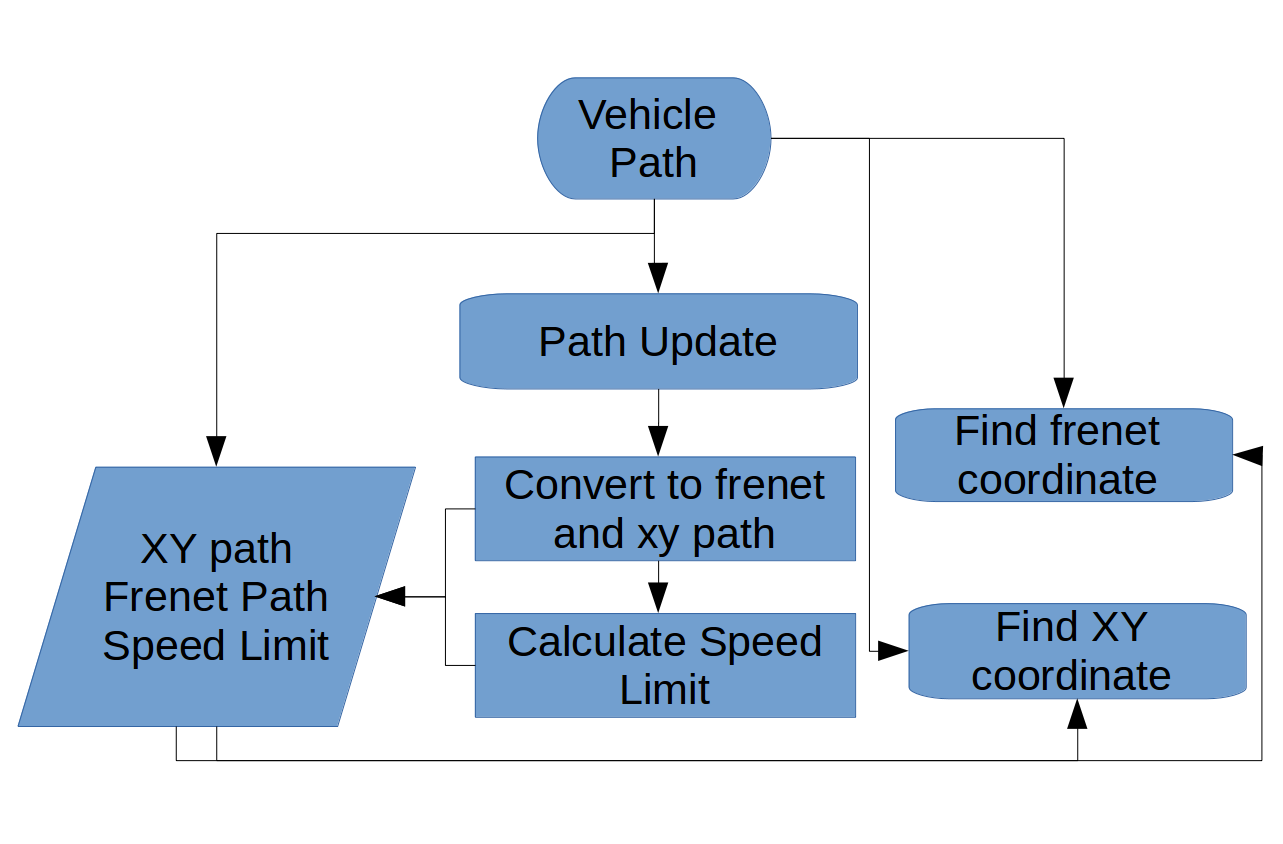 Vehicle
Path
Path Update
Find frenet
coordinate
Convert to frenet
and xy path
XY path
Frenet Path
Speed Limit
Calculate Speed
Limit
Find XY
coordinate